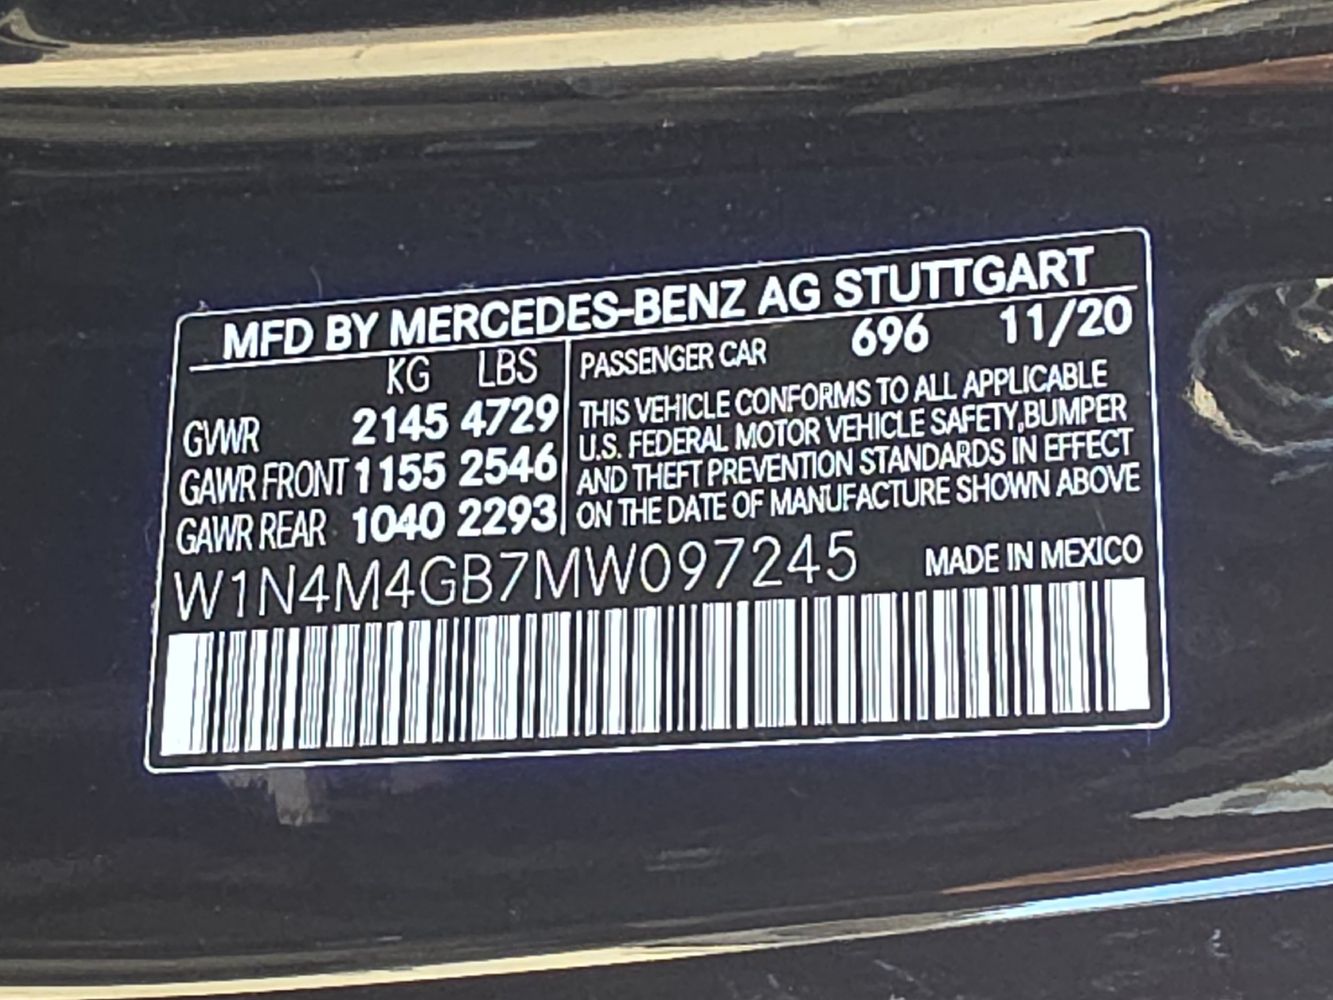 MFD BY MERCEDES-BENZ AG STUTTGART
KG LBS
GVWR 2145 4729
GAWR FRONT 1155 2546
GAWR REAR 1040 2293
PASSENGER CAR 696 11/20
THIS VEHICLE CONFORMS TO ALL APPLICABLE
U.S. FEDERAL MOTOR VEHICLE SAFETY,BUMPER
AND THEFT PREVENTION STANDARDS IN EFFECT
ON THE DATE OF MANUFACTURE SHOWN ABOVE
W1N4M4GB7MW097245 MADE IN MEXICO